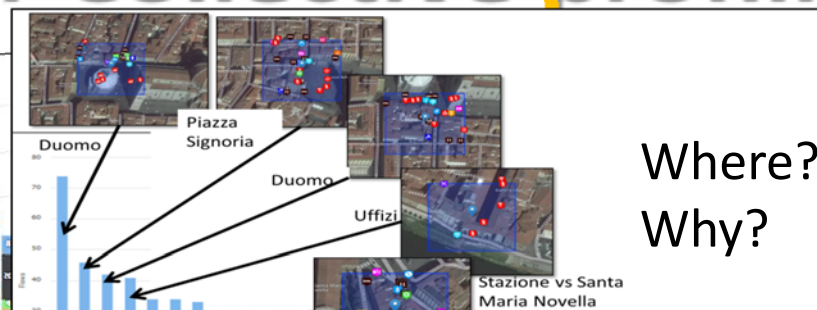 Duomo
Piazza
Signoria
Duomo
Uffizi
Stazione vs Santa
Maria Novella
Where?
Why?
80
70
60
50
40